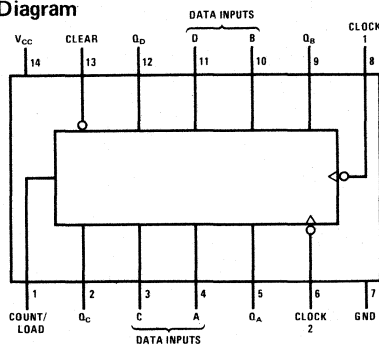 Diagram
DATA INPUTS
VCC CLEAR QD D B QB CLOCK 1
14 13 12 11 10 9 8
1 2 3 4 5 6 7
COUNT/ LOAD QC C A QA CLOCK 2 GND
DATA INPUTS